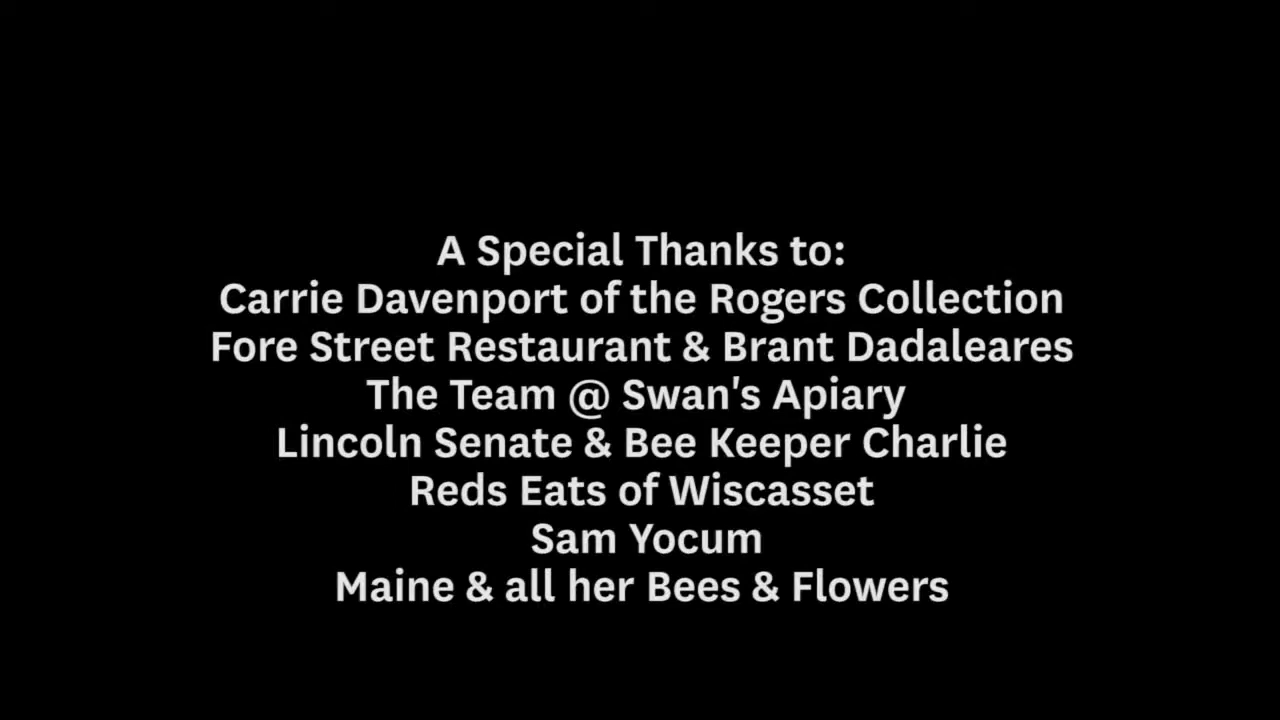 A Special Thanks to:
Carrie Davenport of the Rogers Collection
Fore Street Restaurant & Brant Dadaleares
The Team @ Swan's Apiary
Lincoln Senate & Bee Keeper Charlie
Reds Eats of Wiscasset
Sam Yocum
Maine & all her Bees & Flowers